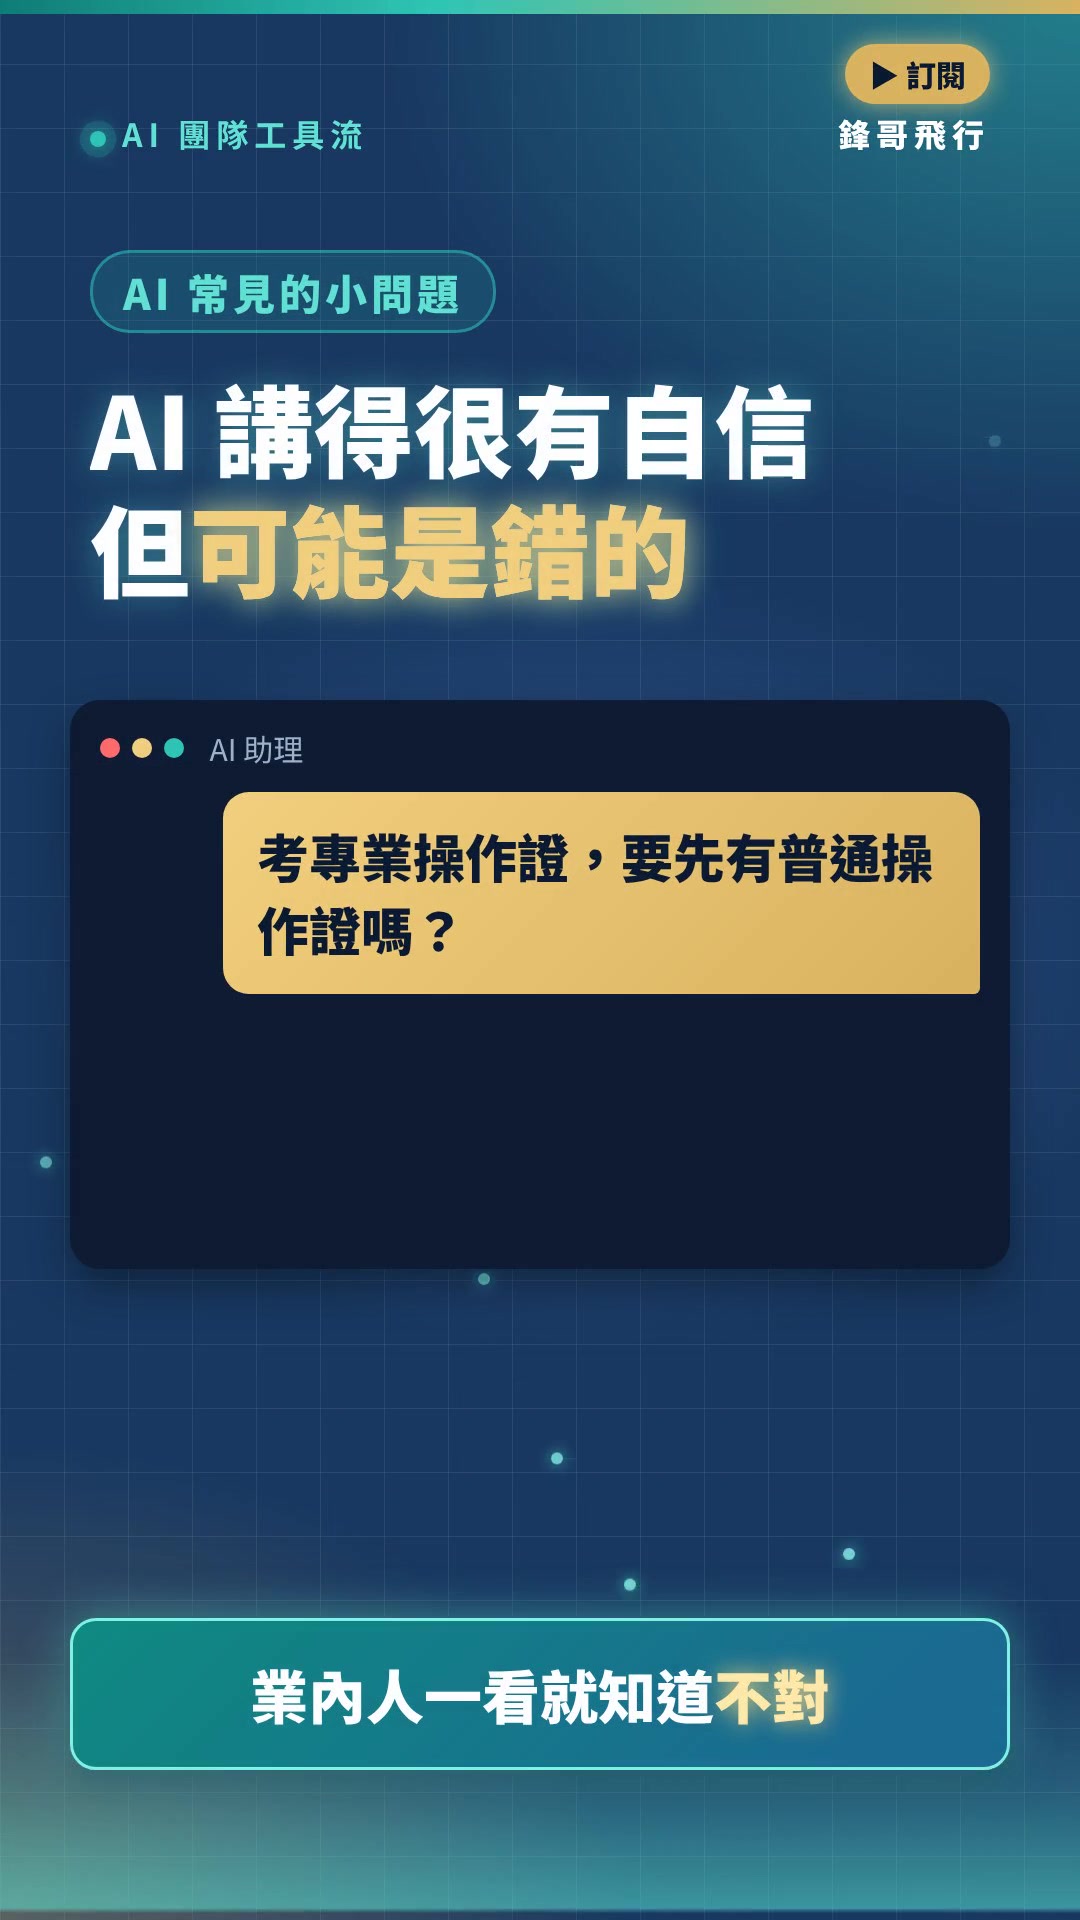 ▶ 訂閱
AI 團隊工具流
鋒哥飛行
AI 常見的小問題
AI 講得很有自信
但可能是錯的
AI 助理
考專業操作證，要先有普通操
作證嗎？
業內人一看就知道不對